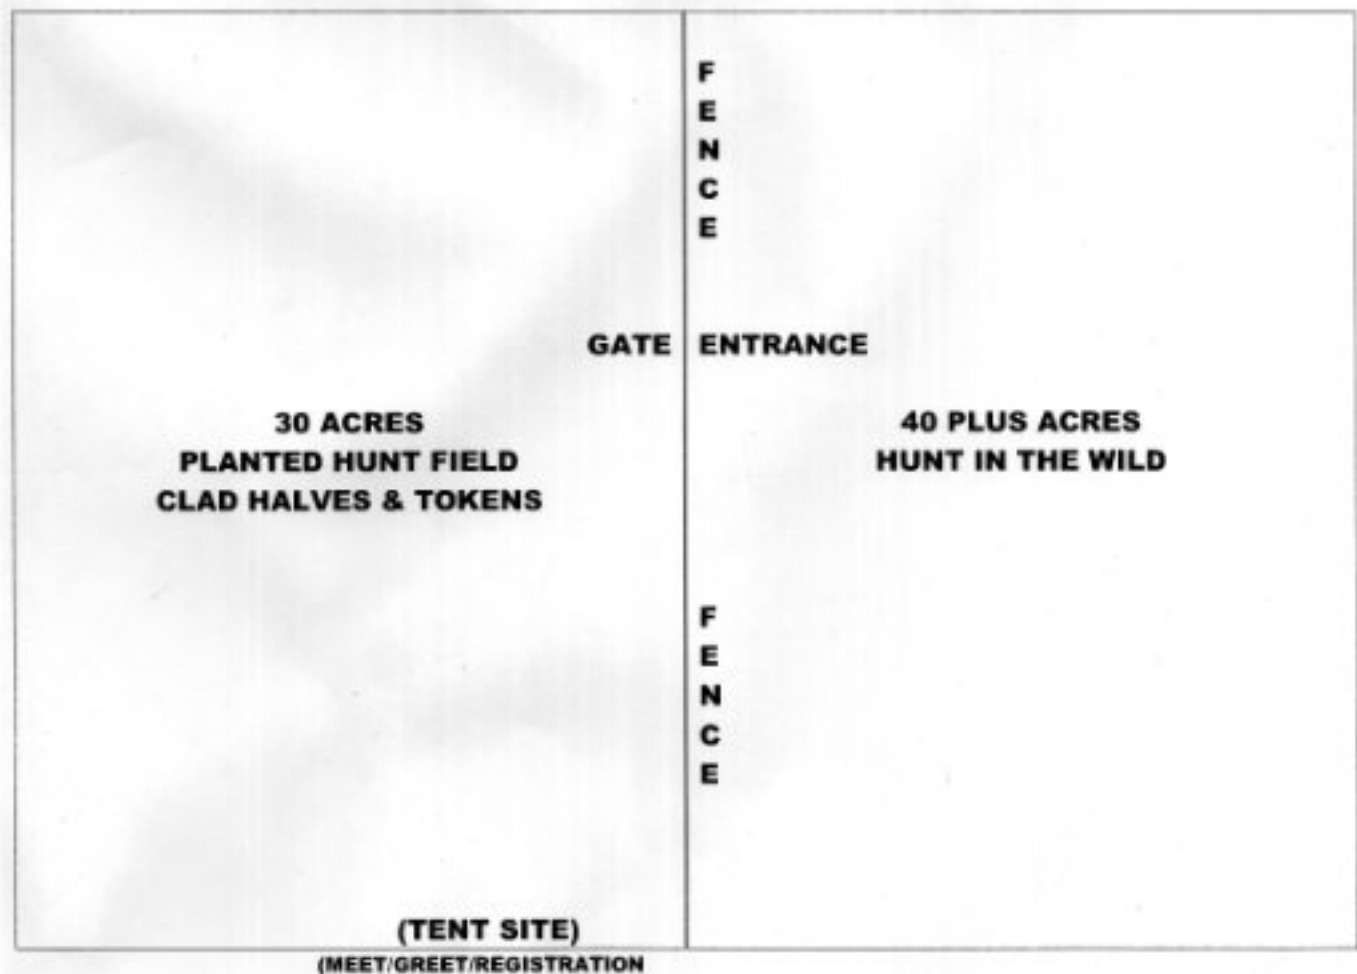 F
E
N
C
E
GATE ENTRANCE
30 ACRES
PLANTED HUNT FIELD
CLAD HALVES & TOKENS
40 PLUS ACRES
HUNT IN THE WILD
F
E
N
C
E
(TENT SITE)
(MEET/GREET/REGISTRATION